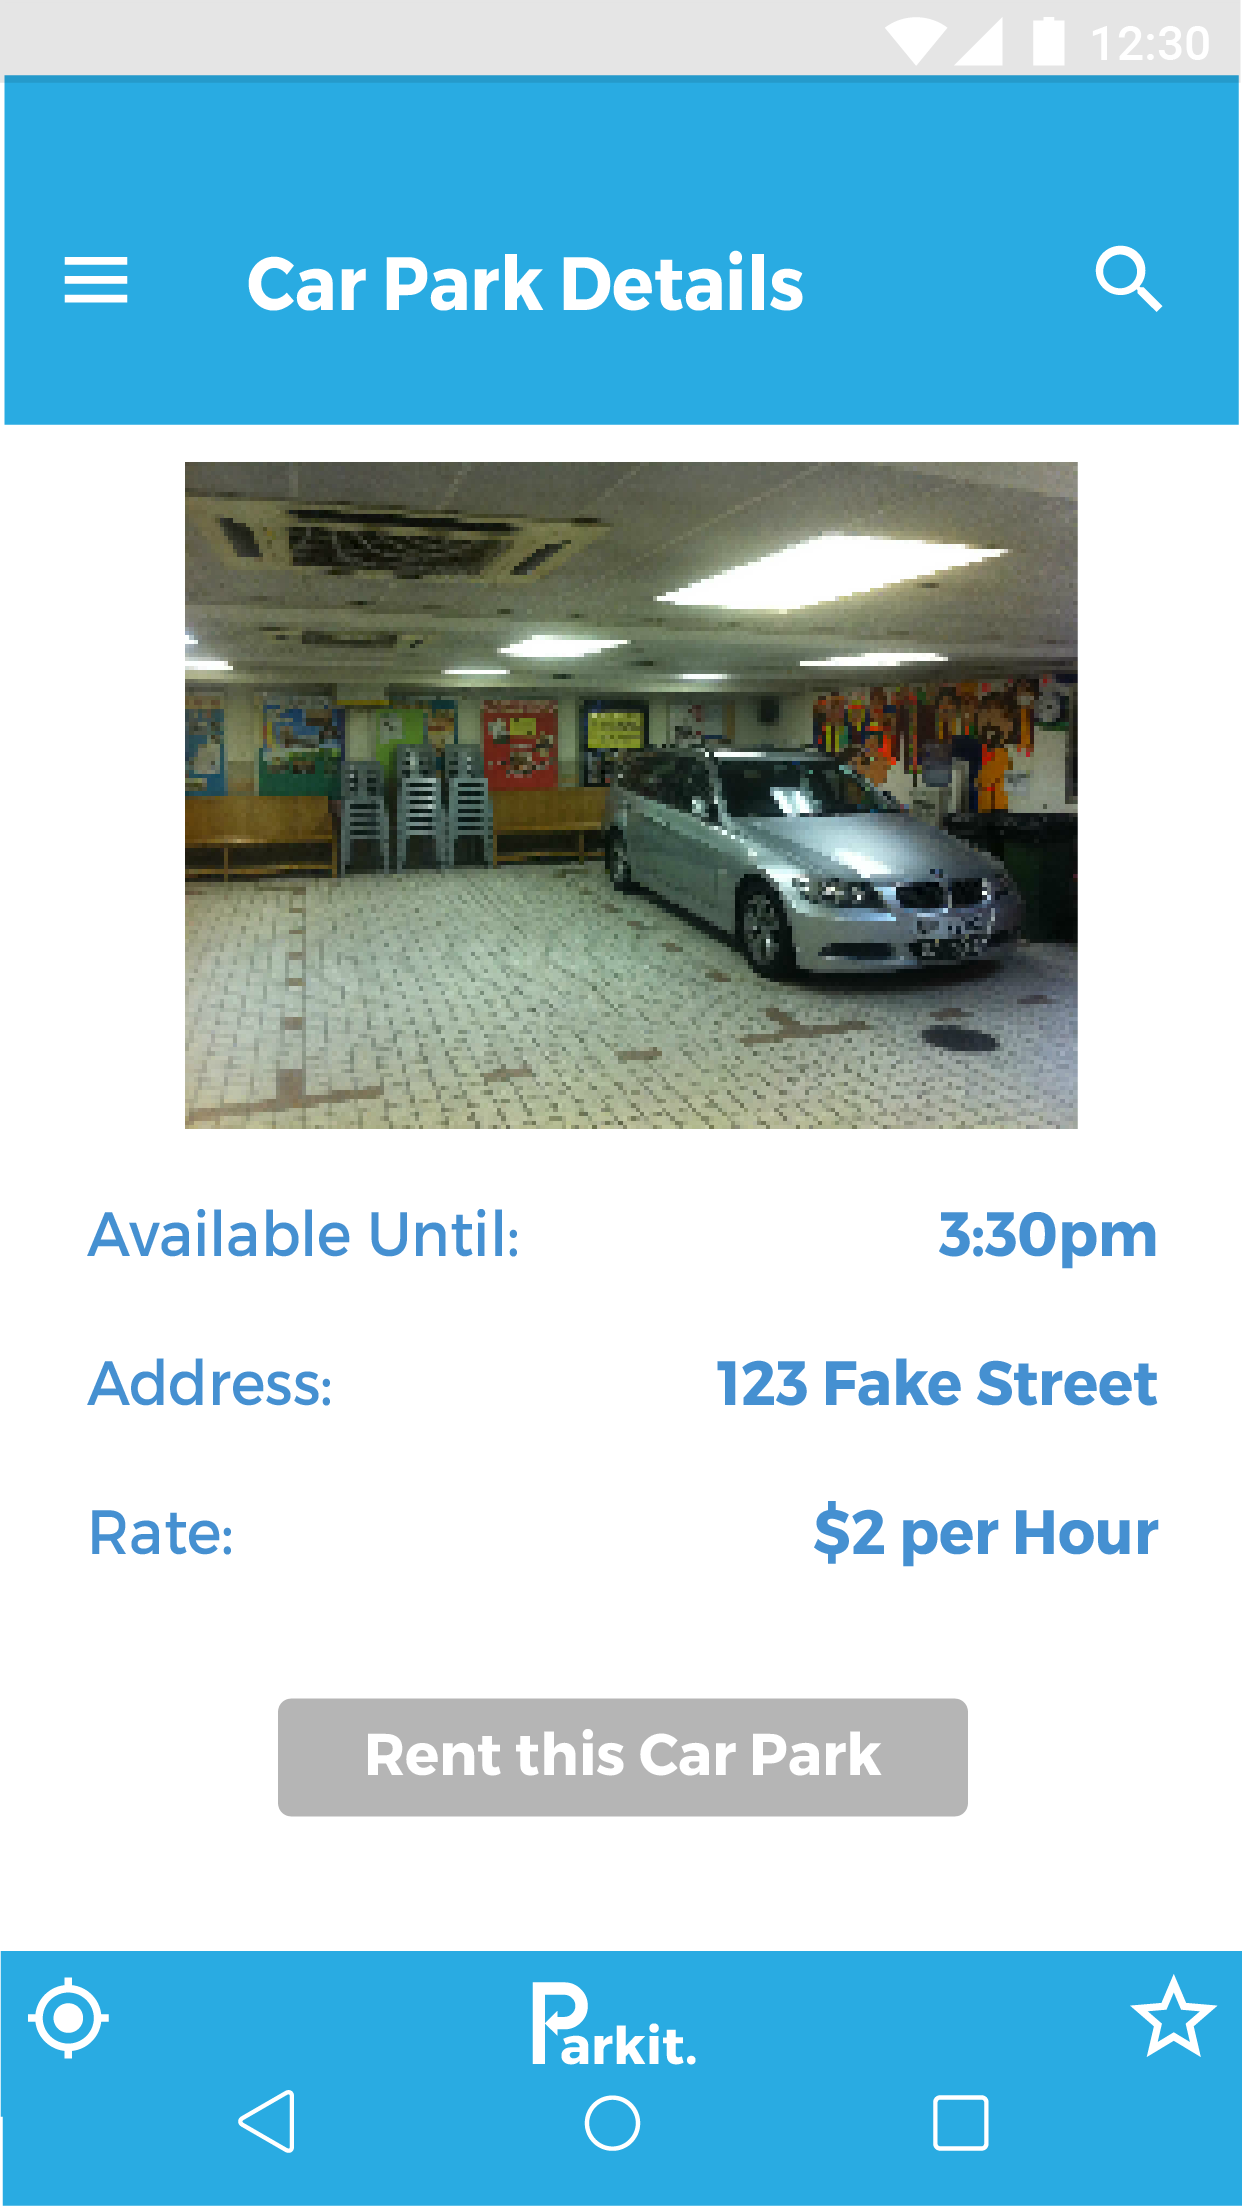 12:30
Car Park Details
Available Until: 3:30pm
Address: 123 Fake Street
Rate: $2 per Hour
Rent this Car Park
Parkit.